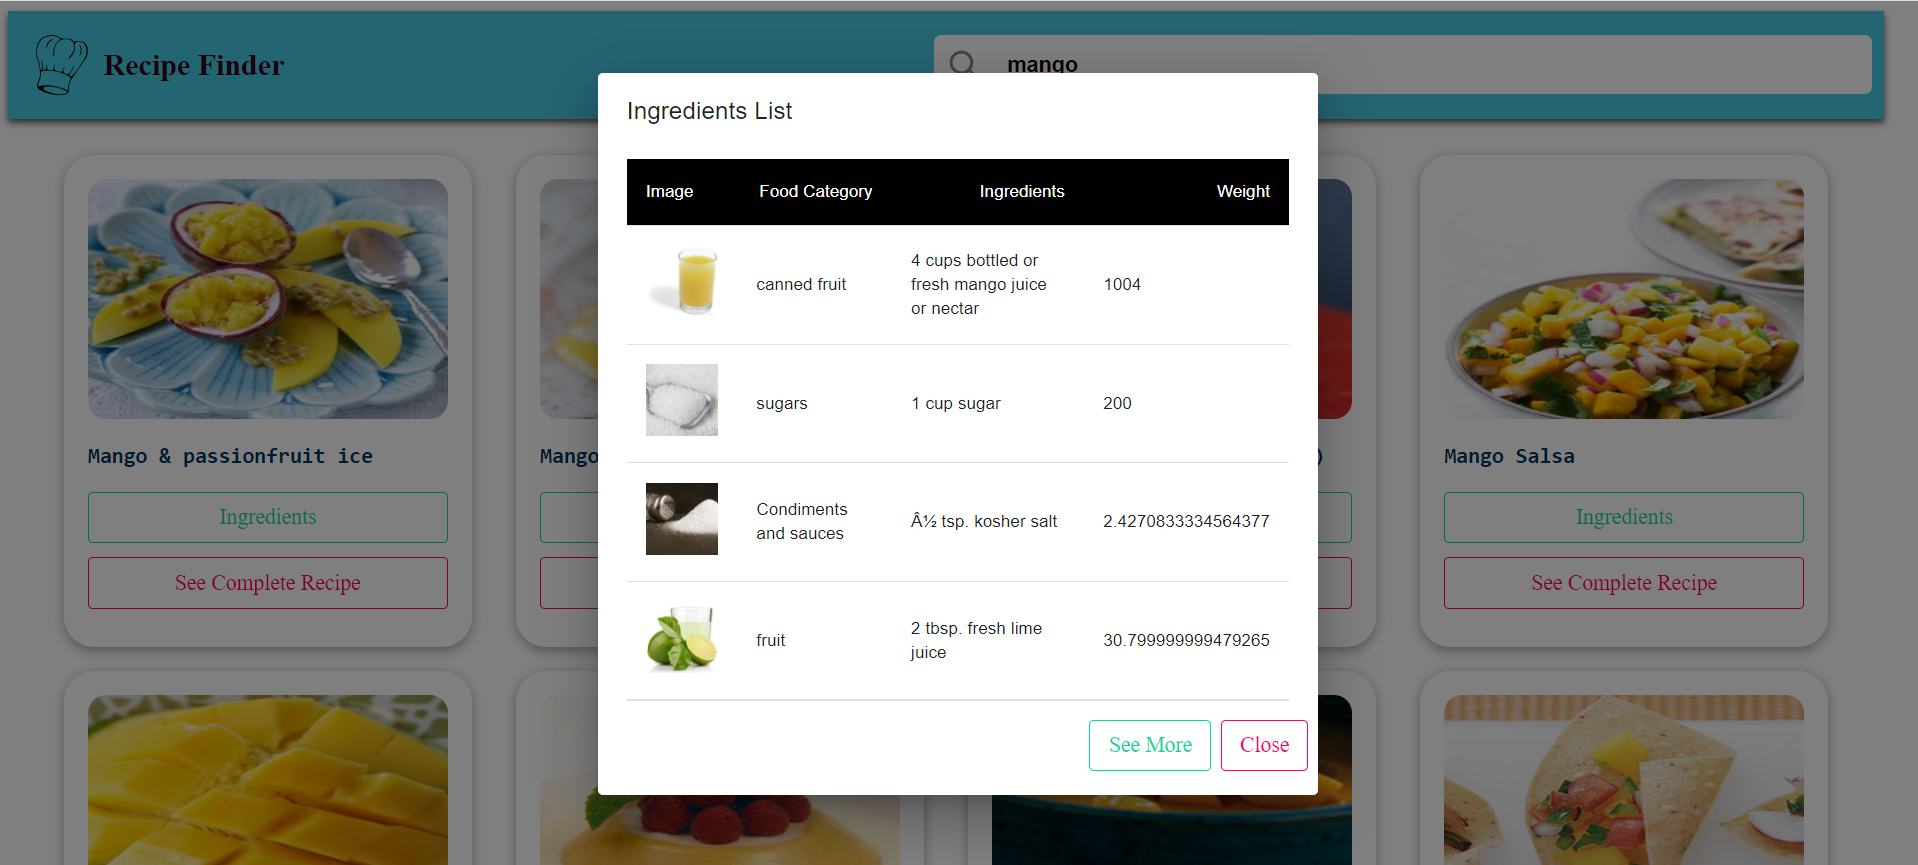 Recipe Finder
mango
Ingredients List
Image Food Category Ingredients Weight
canned fruit
4 cups bottled or
fresh mango juice
or nectar
1004
sugars 1 cup sugar 200
Condiments
and sauces
Â½ tsp. kosher salt
2.4270833334564377
fruit
2 tbsp. fresh lime
juice
30.799999999479265
See More
Close
Mango & passionfruit ice
Ingredients
See Complete Recipe
Mango
)
Mango Salsa
Ingredients
See Complete Recipe